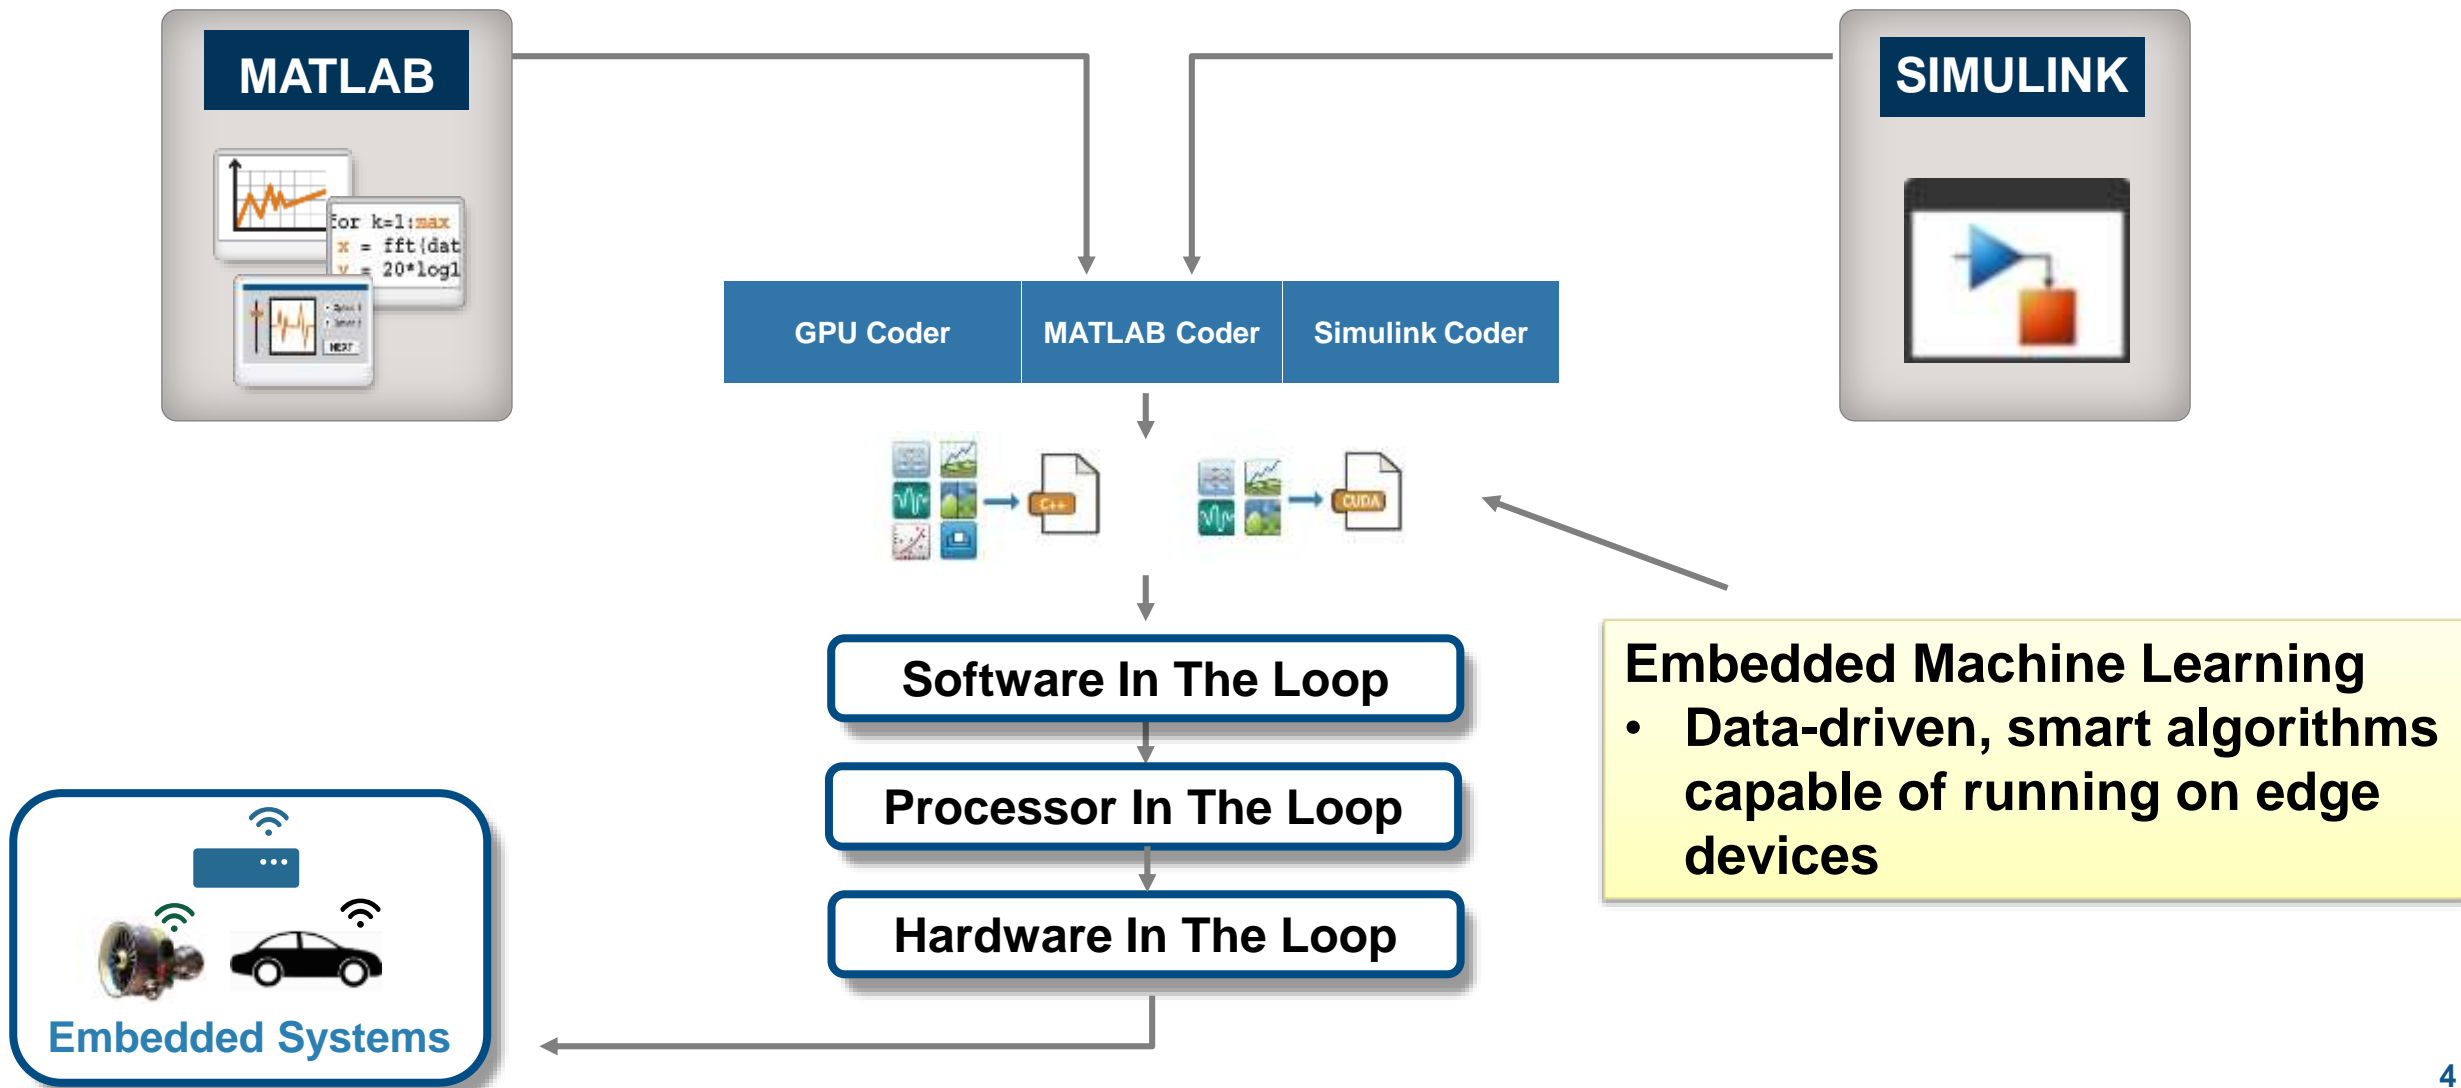 MATLAB
for k=1:max
x = fft(dat
= 20*log1
NEXT
SIMULINK
GPU Coder
MATLAB Coder
Simulink Coder
C++
CUDA
Software In The Loop
Processor In The Loop
Hardware In The Loop
Embedded Machine Learning
• Data-driven, smart algorithms
capable of running on edge
devices
Embedded Systems
4